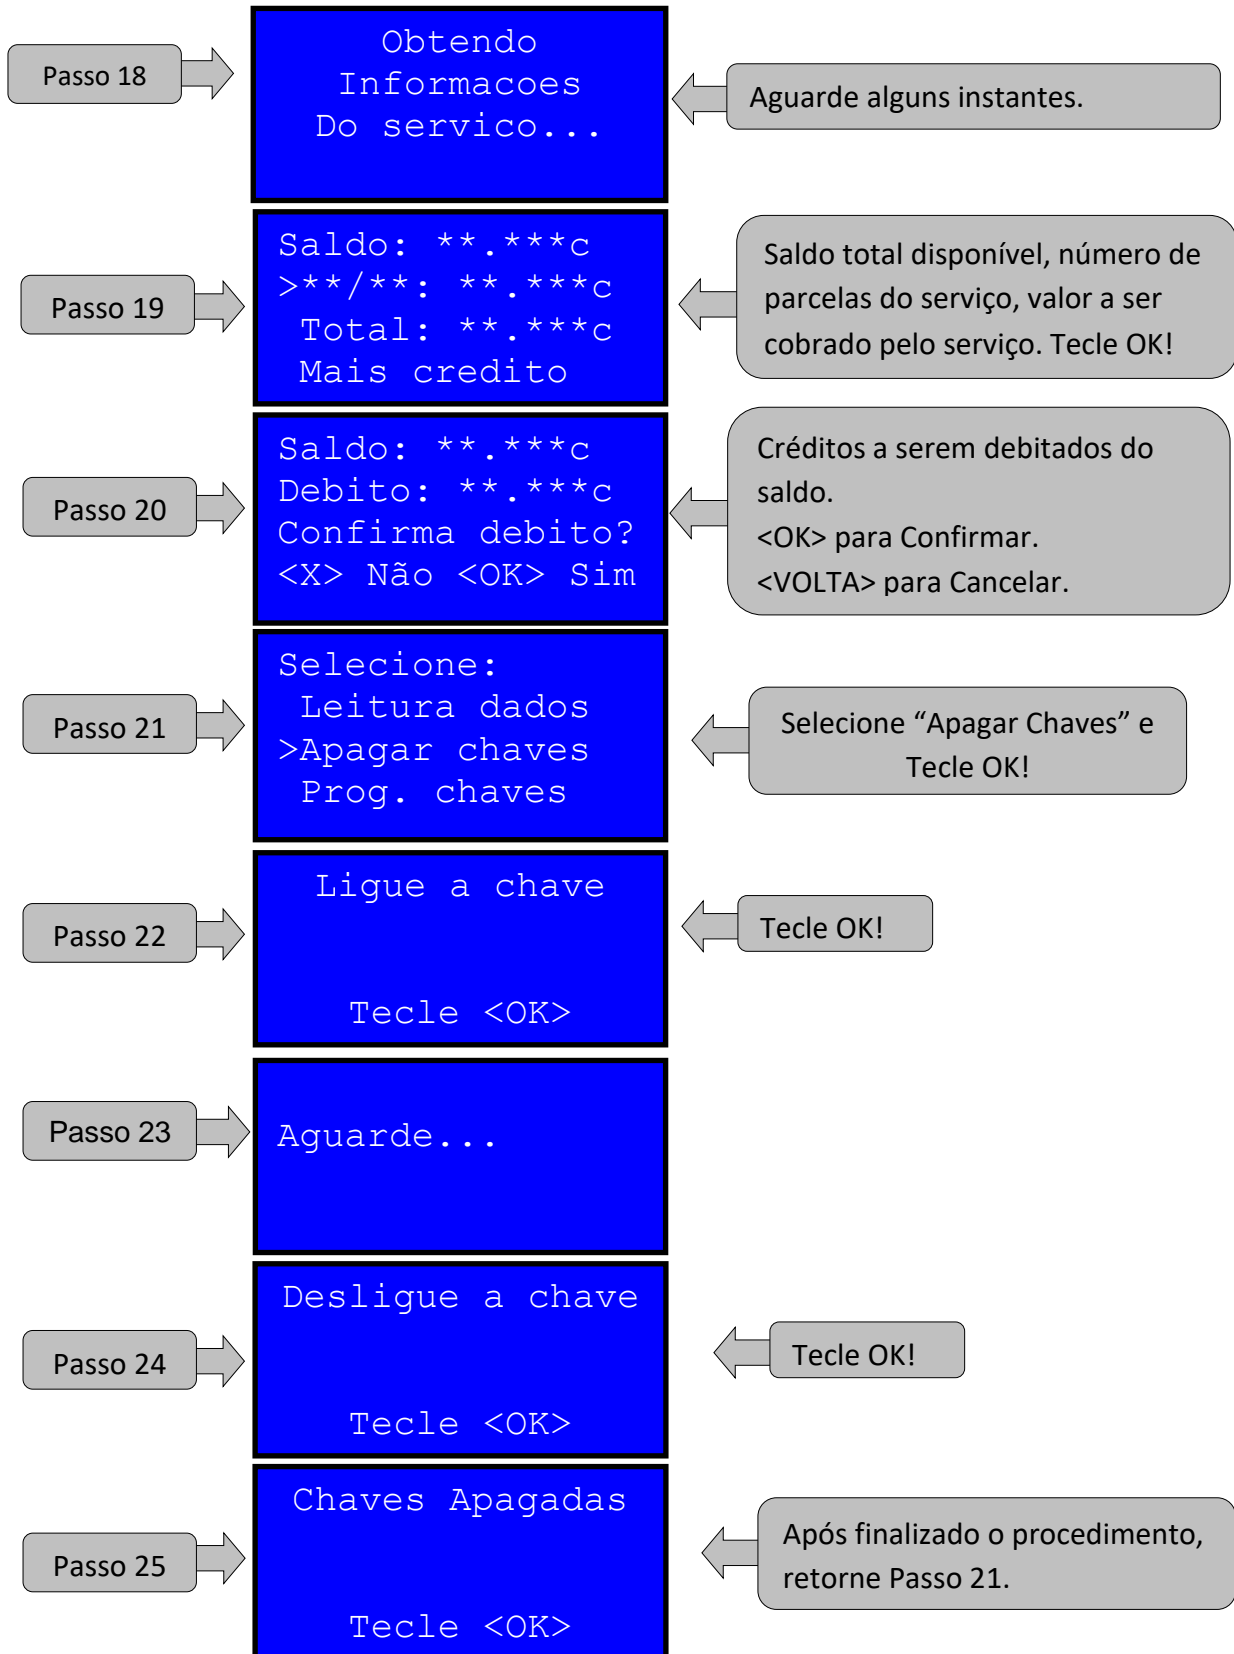 Passo 18
Obtendo
Informacoes
Do servico...
Aguarde alguns instantes.
Passo 19
Saldo: **.***c
>**/**: **.***c
Total: **.***c
Mais credito
Saldo total disponível, número de
parcelas do serviço, valor a ser
cobrado pelo serviço. Tecle OK!
Passo 20
Saldo: **.***c
Debito: **.***c
Confirma debito?
<X> Não <OK> Sim
Créditos a serem debitados do
saldo.
<OK> para Confirmar.
<VOLTA> para Cancelar.
Passo 21
Selecione:
Leitura dados
>Apagar chaves
Prog. chaves
Selecione “Apagar Chaves” e
Tecle OK!
Passo 22
Ligue a chave
Tecle <OK>
Tecle OK!
Passo 23
Aguarde...
Passo 24
Desligue a chave
Tecle <OK>
Tecle OK!
Passo 25
Chaves Apagadas
Tecle <OK>
Após finalizado o procedimento,
retorne Passo 21.